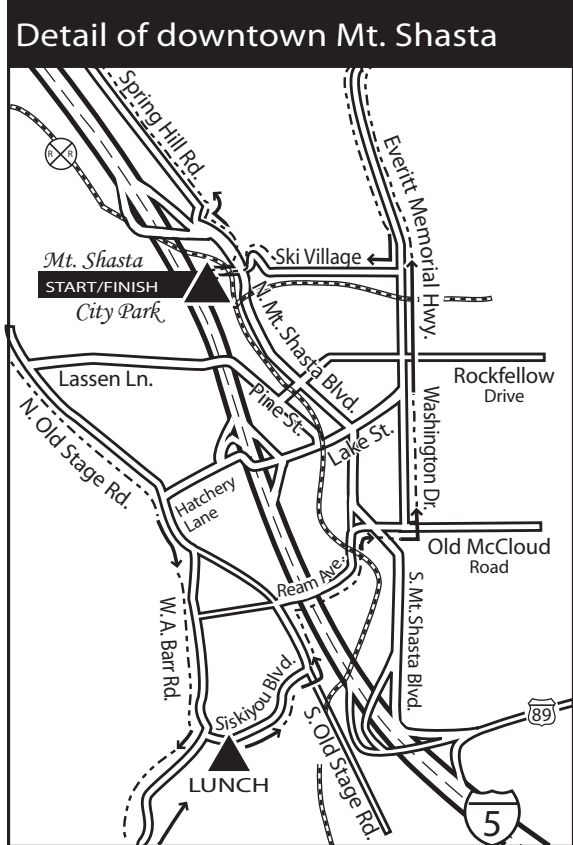 Detail of downtown Mt. Shasta
Spring Hill Rd.
R R
Everitt Memorial Hwy.
Mt. Shasta
START/FINISH
City Park
Ski Village
N. Mt. Shasta Blvd.
Lassen Ln.
Rockfellow
Drive
Pine St.
Lake St.
N. Old Stage Rd.
Washington Dr.
Hatchery
Lane
Old McCloud
Road
Ream Ave.
W. A. Barr Rd.
S. Mt. Shasta Blvd.
Siskiyou Blvd.
89
S. Old Stage Rd.
LUNCH
5